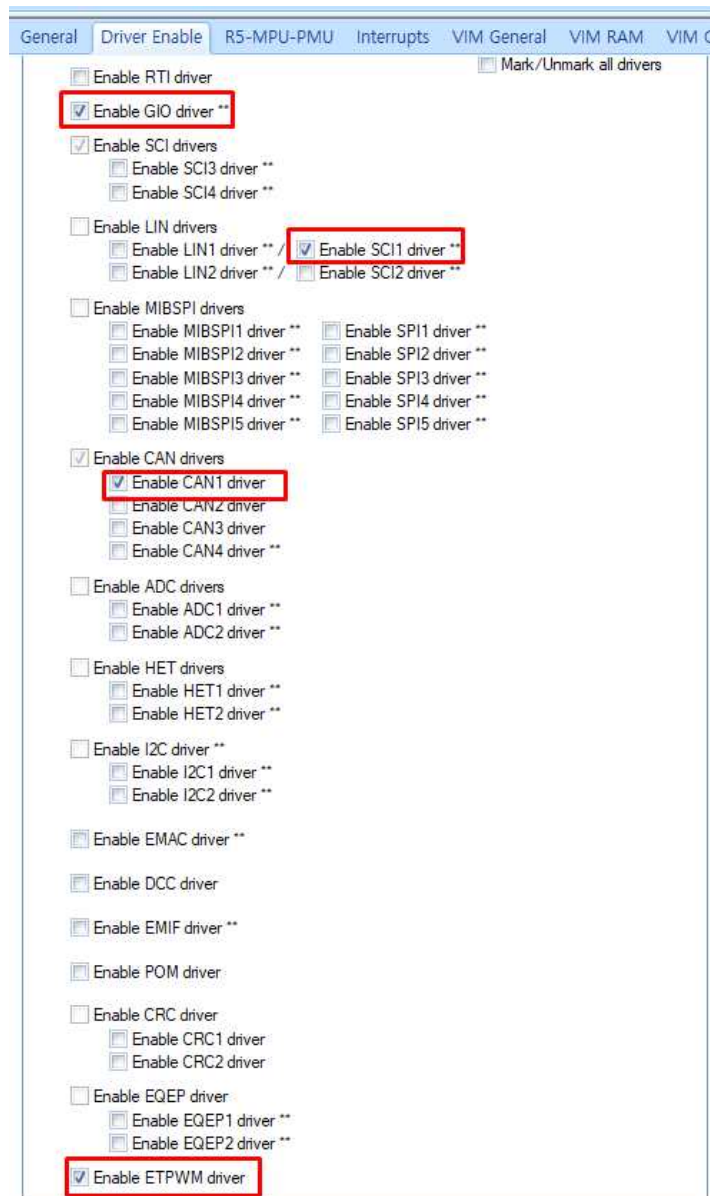 General Driver Enable R5-MPU-PMU Interrupts VIM General VIM RAM VIM
Mark/Unmark all drivers
Enable RTI driver
Enable GIO driver **
Enable SCI drivers
Enable SCI3 driver **
Enable SCI4 driver **
Enable LIN drivers
Enable LIN1 driver ** / Enable SCI1 driver **
Enable LIN2 driver ** / Enable SCI2 driver **
Enable MIBSPI drivers
Enable MIBSPI1 driver ** Enable SPI1 driver **
Enable MIBSPI2 driver ** Enable SPI2 driver **
Enable MIBSPI3 driver ** Enable SPI3 driver **
Enable MIBSPI4 driver ** Enable SPI4 driver **
Enable MIBSPI5 driver ** Enable SPI5 driver **
Enable CAN drivers
Enable CAN1 driver
Enable CAN2 driver
Enable CAN3 driver
Enable CAN4 driver **
Enable ADC drivers
Enable ADC1 driver **
Enable ADC2 driver **
Enable HET drivers
Enable HET1 driver **
Enable HET2 driver **
Enable I2C driver **
Enable I2C1 driver **
Enable I2C2 driver **
Enable EMAC driver **
Enable DCC driver
Enable EMIF driver **
Enable POM driver
Enable CRC driver
Enable CRC1 driver
Enable CRC2 driver
Enable EQEP driver
Enable EQEP1 driver **
Enable EQEP2 driver **
Enable ETPWM driver